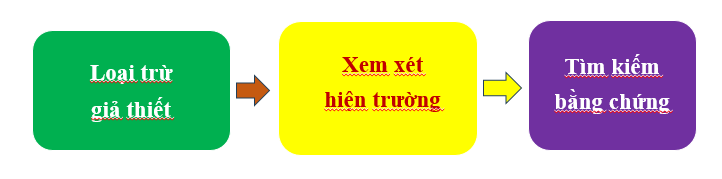 Loại trừ
giả thiết
Xem xét
hiện trường
Tìm kiếm
bằng chứng